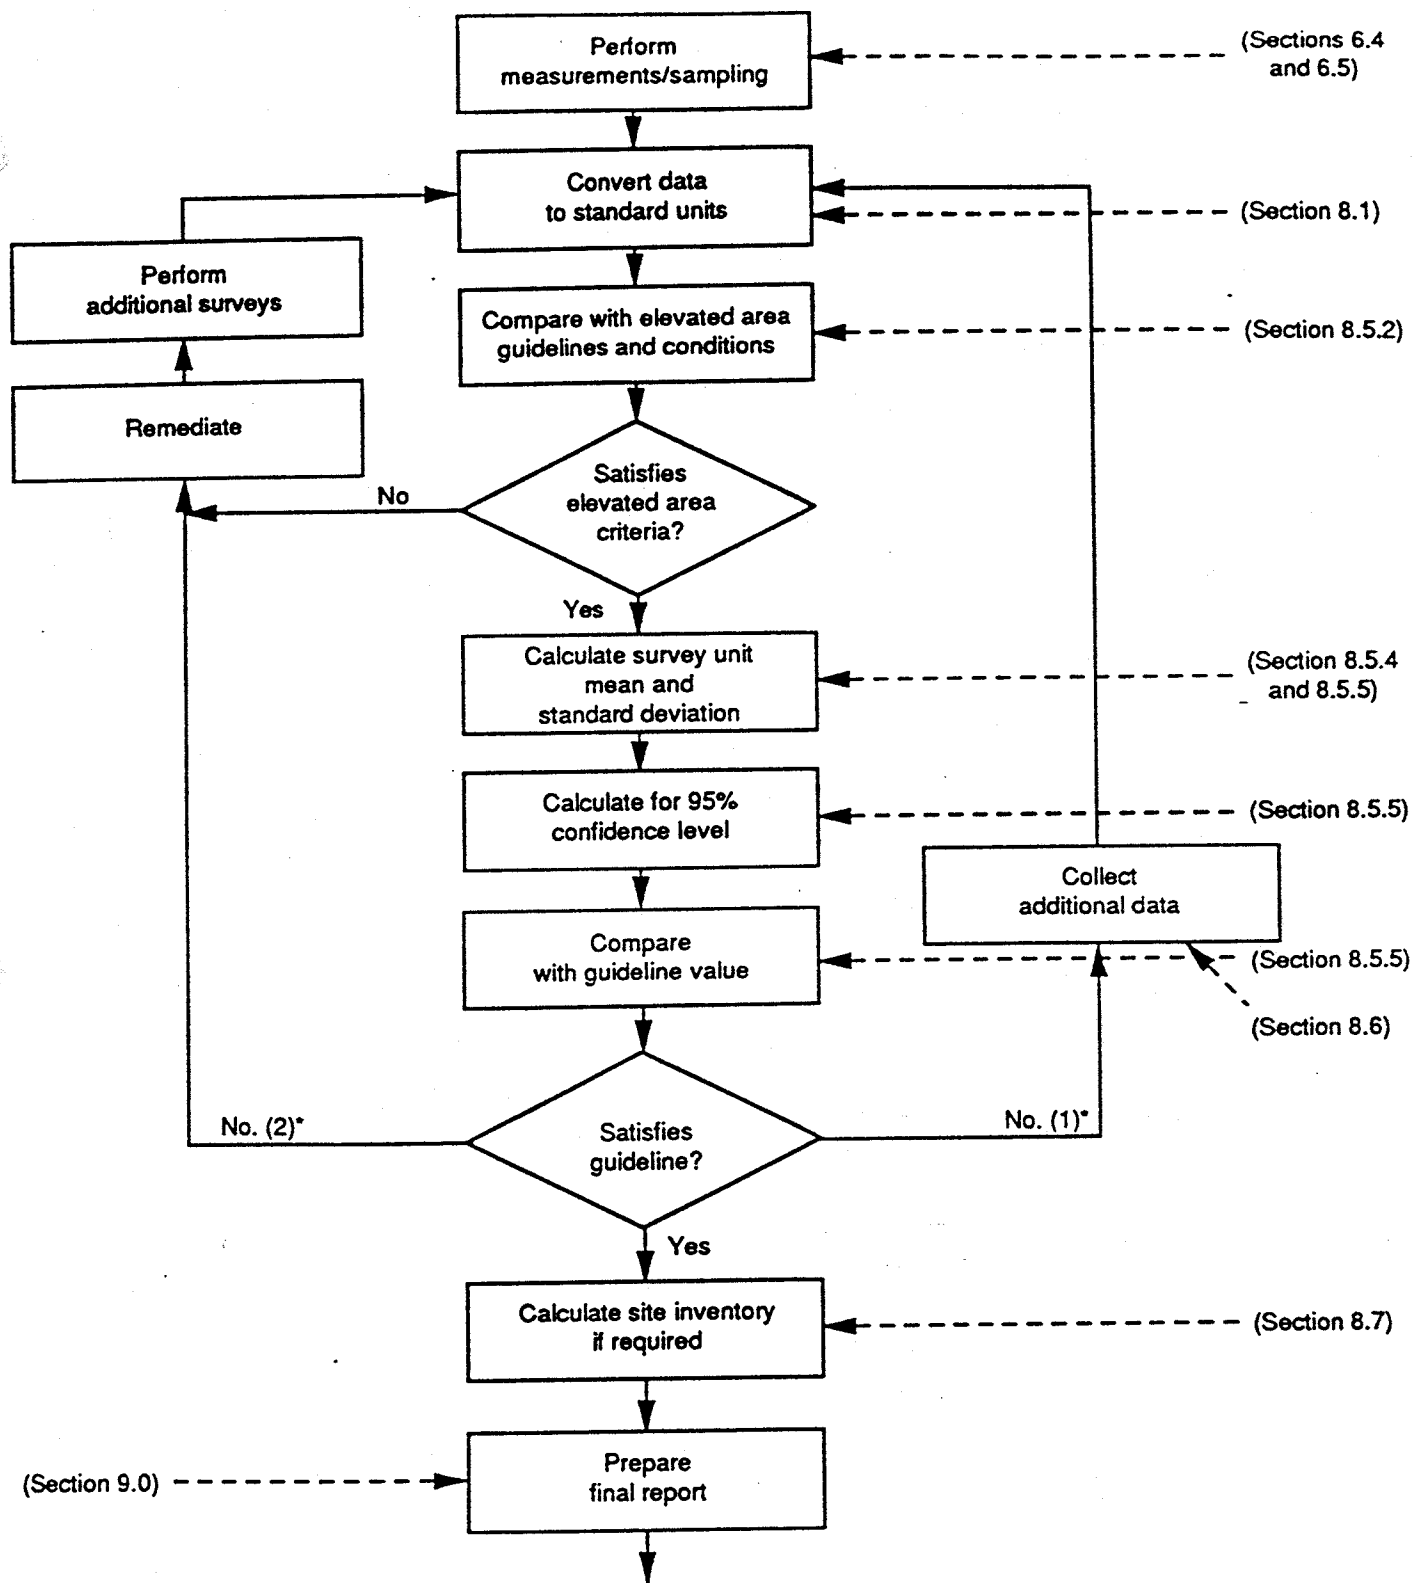 Perform
measurements/sampling
(Sections 6.4
and 6.5)
Convert data
to standard units
(Section 8.1)
Perform
additional surveys
Compare with elevated area
guidelines and conditions
(Section 8.5.2)
Remediate
Satisfies
elevated area
criteria?
No
Yes
Calculate survey unit
mean and
standard deviation
(Section 8.5.4
and 8.5.5)
Calculate for 95%
confidence level
(Section 8.5.5)
Collect
additional data
Compare
with guideline value
(Section 8.5.5)
(Section 8.6)
No. (2)*
Satisfies
guideline?
No. (1)*
Yes
Calculate site inventory
if required
(Section 8.7)
Prepare
final report
(Section 9.0)